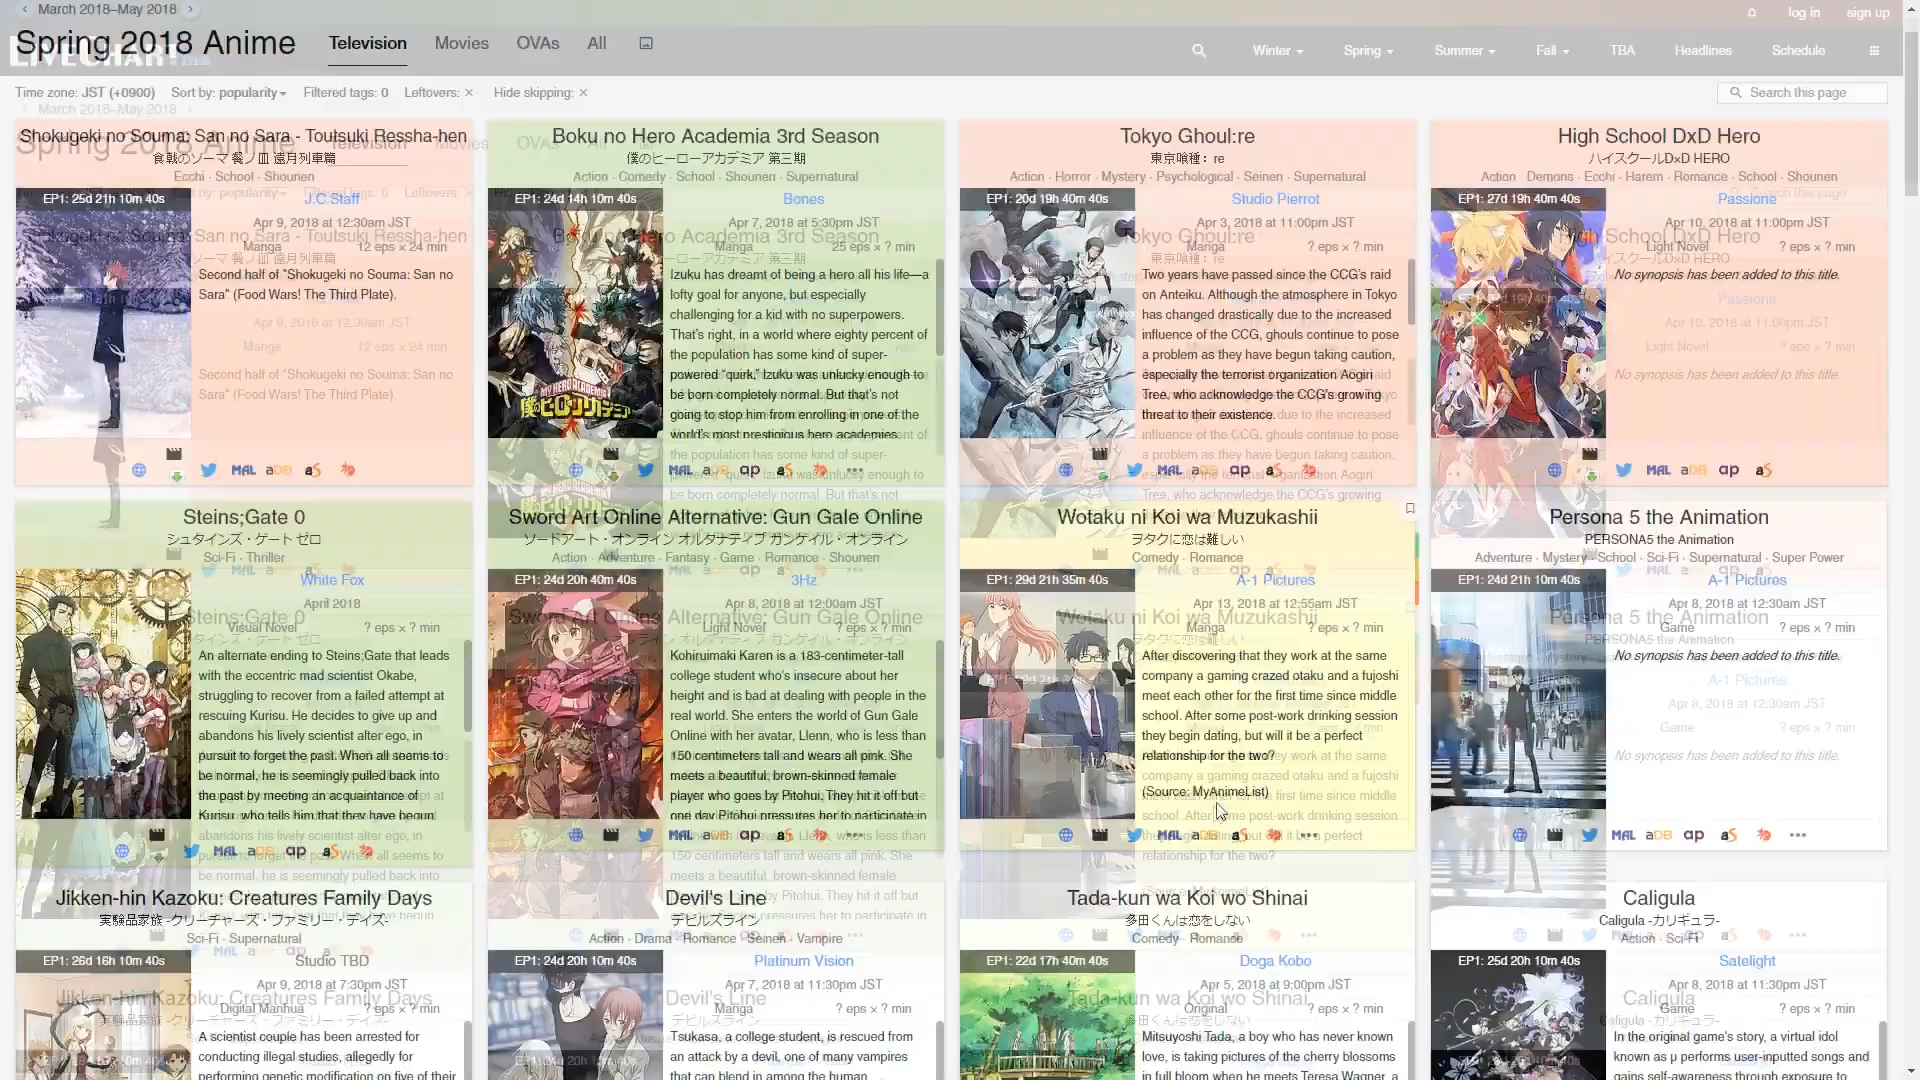 March 2018–May 2018
log in
sign up
Spring 2018 Anime
Television
Movies
OVAs
All
Winter
Spring
Summer
Fall
TBA
Headlines
Schedule
Time zone: JST (+0900)
Sort by: popularity
Filtered tags: 0
Leftovers: ×
Hide skipping: ×
Search this page
Shokugeki no Souma: San no Sara - Toutsuki Ressha-hen
食戟のソーマ 餐ノ皿 遠月列車篇
Ecchi · School · Shounen
EP1: 25d 21h 10m 40s
J.C.Staff
Apr 9, 2018 at 12:30am JST
Manga
12 eps × 24 min
Second half of "Shokugeki no Souma: San no
Sara" (Food Wars! The Third Plate).
MAL aDB aS
Boku no Hero Academia 3rd Season
僕のヒーローアカデミア 第三期
Action · Comedy · School · Shounen · Supernatural
EP1: 24d 14h 10m 40s
Bones
Apr 7, 2018 at 5:30pm JST
Manga
25 eps × ? min
Izuku has dreamt of being a hero all his life—a
lofty goal for anyone, but especially
challenging for a kid with no superpowers.
That's right, in a world where eighty percent of
the population has some kind of super-
powered "quirk," Izuku was unlucky enough to
be born completely normal. But that's not
going to stop him from enrolling in one of the
world's most prestigious hero academies.
MAL aDB ap aS
Tokyo Ghoul:re
東京喰種：re
Action · Horror · Mystery · Psychological · Seinen · Supernatural
EP1: 20d 19h 40m 40s
Studio Pierrot
Apr 3, 2018 at 11:00pm JST
Manga
? eps × ? min
Two years have passed since the CCG's raid
on Anteiku. Although the atmosphere in Tokyo
has changed drastically due to the increased
influence of the CCG, ghouls continue to pose
a problem as they have begun taking caution,
especially the terrorist organization Aogiri
Tree, who acknowledge the CCG's growing
threat to their existence.
MAL aDB ap aS
High School DxD Hero
ハイスクールD×D HERO
Action · Demons · Ecchi · Harem · Romance · School · Shounen
EP1: 27d 19h 40m 40s
Passione
Apr 10, 2018 at 11:00pm JST
Light Novel
? eps × ? min
No synopsis has been added to this title.
MAL aDB ap aS
Steins;Gate 0
シュタインズ・ゲート ゼロ
Sci-Fi · Thriller
White Fox
April 2018
Visual Novel
? eps × ? min
An alternate ending to Steins;Gate that leads
with the eccentric mad scientist Okabe,
struggling to recover from a failed attempt at
rescuing Kurisu. He decides to give up and
abandons his lively scientist alter ego, in
pursuit to forget the past. When all seems to
be normal, he is seemingly pulled back into
the past by meeting an acquaintance of
Kurisu, who tells him that they have begun
MAL aDB ap aS
Sword Art Online Alternative: Gun Gale Online
ソードアート・オンライン オルタナティブ ガンゲイル・オンライン
Action · Adventure · Fantasy · Game · Romance · Shounen
EP1: 24d 20h 40m 40s
3Hz
Apr 8, 2018 at 12:00am JST
Light Novel
? eps × ? min
Kohiruimaki Karen is a 183-centimeter-tall
college student who's insecure about her
height and is bad at dealing with people in the
real world. She enters the world of Gun Gale
Online with her avatar, Llenn, who is less than
150 centimeters tall and wears all pink. She
meets a beautiful, brown-skinned female
player who goes by Pitohui. They hit it off but
one day Pitohui pressures her to participate in
MAL aDB ap aS
Wotaku ni Koi wa Muzukashii
ヲタクに恋は難しい
Comedy · Romance
EP1: 29d 21h 35m 40s
A-1 Pictures
Apr 13, 2018 at 12:55am JST
Manga
? eps × ? min
After discovering that they work at the same
company a gaming crazed otaku and a fujoshi
meet each other for the first time since middle
school. After some post-work drinking session
they begin dating, but will it be a perfect
relationship for the two?
(Source: MyAnimeList)
MAL aDB aS
Persona 5 the Animation
PERSONA5 the Animation
Adventure · Mystery · School · Sci-Fi · Supernatural · Super Power
EP1: 24d 21h 10m 40s
A-1 Pictures
Apr 8, 2018 at 12:30am JST
Game
? eps × ? min
No synopsis has been added to this title.
MAL aDB ap aS
Jikken-hin Kazoku: Creatures Family Days
実験品家族 -クリーチャーズ・ファミリー・デイズ-
Sci-Fi · Supernatural
EP1: 26d 16h 10m 40s
Studio TBD
Apr 9, 2018 at 7:30pm JST
Digital Manhua
? eps × ? min
A scientist couple has been arrested for
conducting illegal studies, allegedly for
performing genetic modification on five of their
Devil's Line
デビルズライン
Action · Drama · Romance · Seinen · Vampire
EP1: 24d 20h 10m 40s
Platinum Vision
Apr 7, 2018 at 11:30pm JST
Manga
? eps × ? min
Tsukasa, a college student, is rescued from
an attack by a devil, one of many vampires
that can blend in among the human
Tada-kun wa Koi wo Shinai
多田くんは恋をしない
Comedy · Romance
EP1: 22d 17h 40m 40s
Doga Kobo
Apr 5, 2018 at 9:00pm JST
Original
? eps × ? min
Mitsuyoshi Tada, a boy who has never known
love, is taking pictures of the cherry blossoms
in full bloom when he meets Teresa Wagner, a
Caligula
Caligula -カリギュラ-
Action · Sci-Fi
EP1: 25d 20h 10m 40s
Satelight
Apr 8, 2018 at 11:30pm JST
Game
? eps × ? min
In the original game's story, a virtual idol
known as μ performs user-inputted songs and
gains self-awareness through exposure to